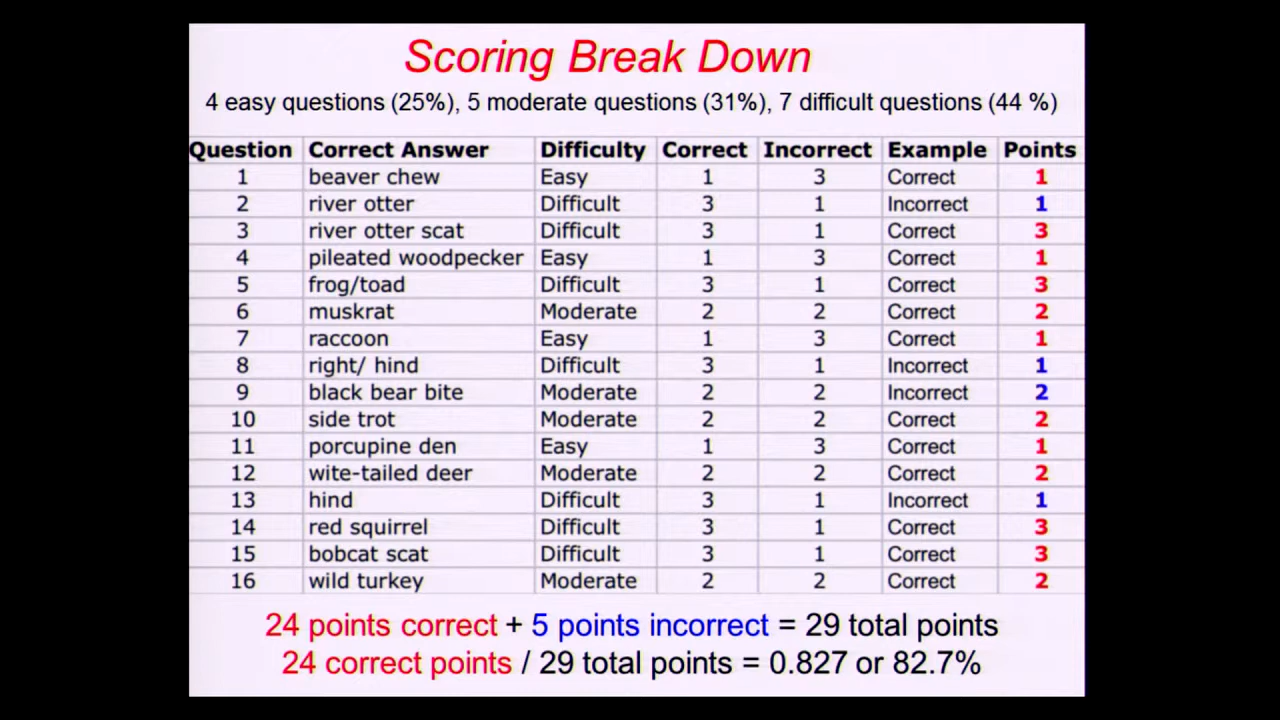 Scoring Break Down
4 easy questions (25%), 5 moderate questions (31%), 7 difficult questions (44 %)
Question Correct Answer Difficulty Correct Incorrect Example Points
1 beaver chew Easy 1 3 Correct 1
2 river otter Difficult 3 1 Incorrect 1
3 river otter scat Difficult 3 1 Correct 3
4 pileated woodpecker Easy 1 3 Correct 1
5 frog/toad Difficult 3 1 Correct 3
6 muskrat Moderate 2 2 Correct 2
7 raccoon Easy 1 3 Correct 1
8 right/ hind Difficult 3 1 Incorrect 1
9 black bear bite Moderate 2 2 Incorrect 2
10 side trot Moderate 2 2 Correct 2
11 porcupine den Easy 1 3 Correct 1
12 wite-tailed deer Moderate 2 2 Correct 2
13 hind Difficult 3 1 Incorrect 1
14 red squirrel Difficult 3 1 Correct 3
15 bobcat scat Difficult 3 1 Correct 3
16 wild turkey Moderate 2 2 Correct 2
24 points correct + 5 points incorrect = 29 total points
24 correct points / 29 total points = 0.827 or 82.7%